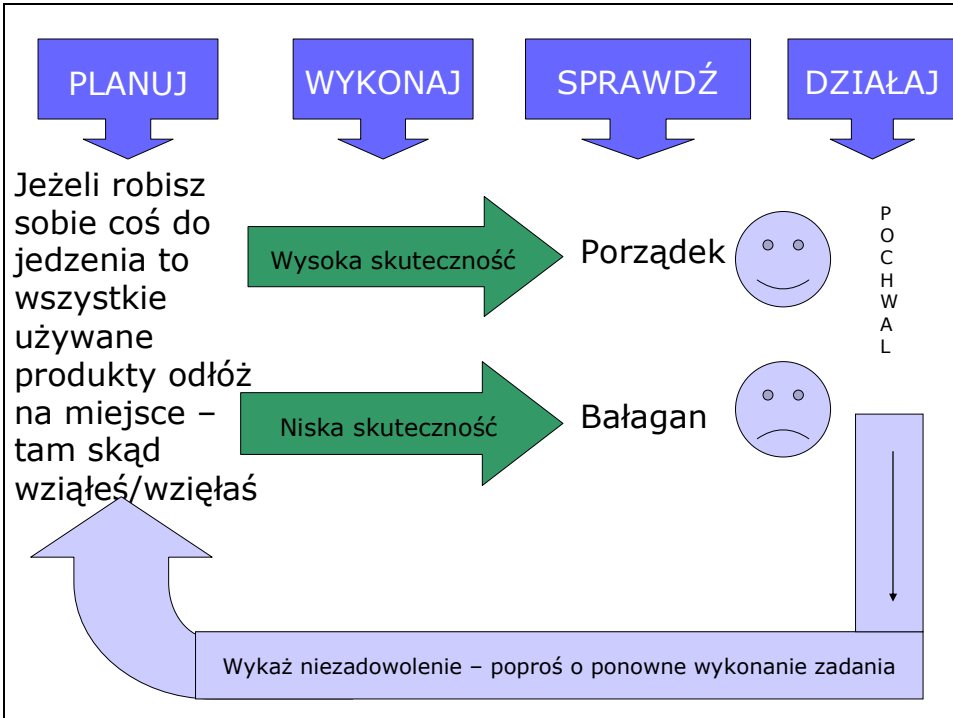 PLANUJ
WYKONAJ
SPRAWDŹ
DZIAŁAJ
Jeżeli robisz
sobie coś do
jedzenia to
wszystkie
używane
produkty odłóż
na miejsce –
tam skąd
wziąłeś/wzięłaś
Wysoka skuteczność
Porządek
P
O
C
H
W
A
L
Niska skuteczność
Bałagan
Wykaż niezadowolenie – poproś o ponowne wykonanie zadania